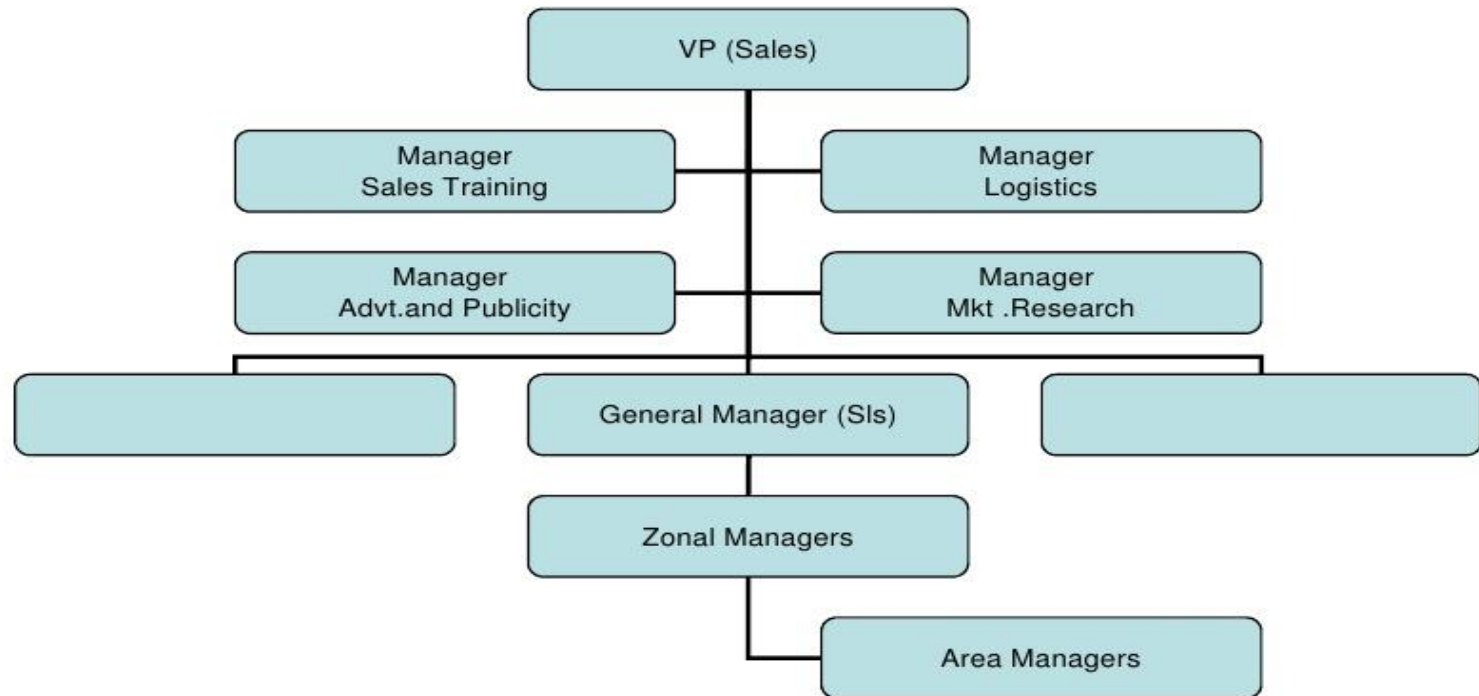 VP (Sales)
Manager
Sales Training
Manager
Logistics
Manager
Advt.and Publicity
Manager
Mkt .Research
General Manager (Sls)
Zonal Managers
Area Managers